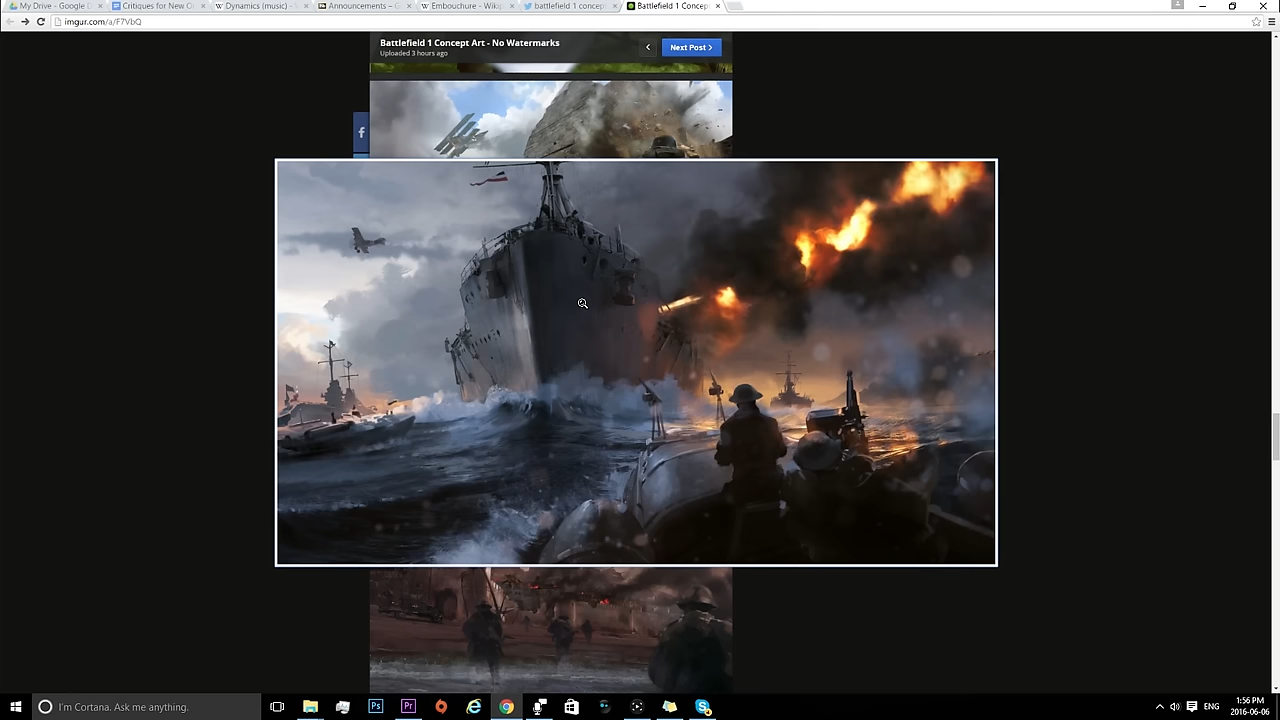 My Drive - Google D
Critiques for New O
Dynamics (music) - V
Announcements – G
Embouchure - Wiki
battlefield 1 concept
Battlefield 1 Concep
imgur.com/a/F7VbQ
Battlefield 1 Concept Art - No Watermarks
Uploaded 3 hours ago
Next Post
I'm Cortana. Ask me anything.
ENG
1:56 PM
2016-06-06